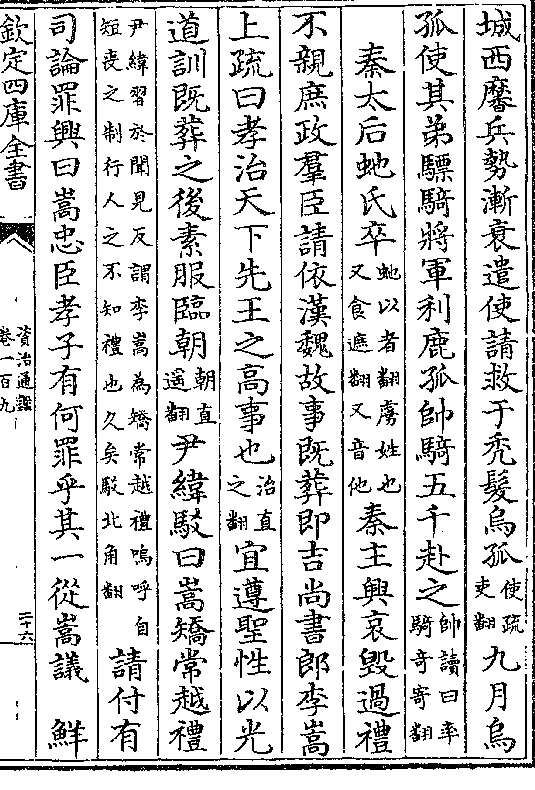 城西𪎭兵勢漸衰遣使請救于秃髮烏孤使疏吏翻九月烏
孤使其弟驃騎將軍利鹿孤帥騎五千赴之帥讀曰率騎奇寄翻
秦太后虵氏卒虵以者翻虜姓也又食遮翻又音他秦主興哀毁過禮
不親庶政羣臣請依漢魏故事既葬即吉尚書郎李嵩
上疏曰孝治天下先王之高事也治直之翻宜遵聖性以光
道訓既葬之後素服臨朝朝直遥翻尹緯駮曰嵩矯常越禮
尹緯習於聞見反謂李嵩為矯常越禮嗚呼自短喪之制行人之不知禮也久矣駮北角翻請付有
司論罪興曰嵩忠臣孝子有何罪乎其一從嵩議 鮮
欽定四庫全書
資治通鑑
卷一百九
二十六